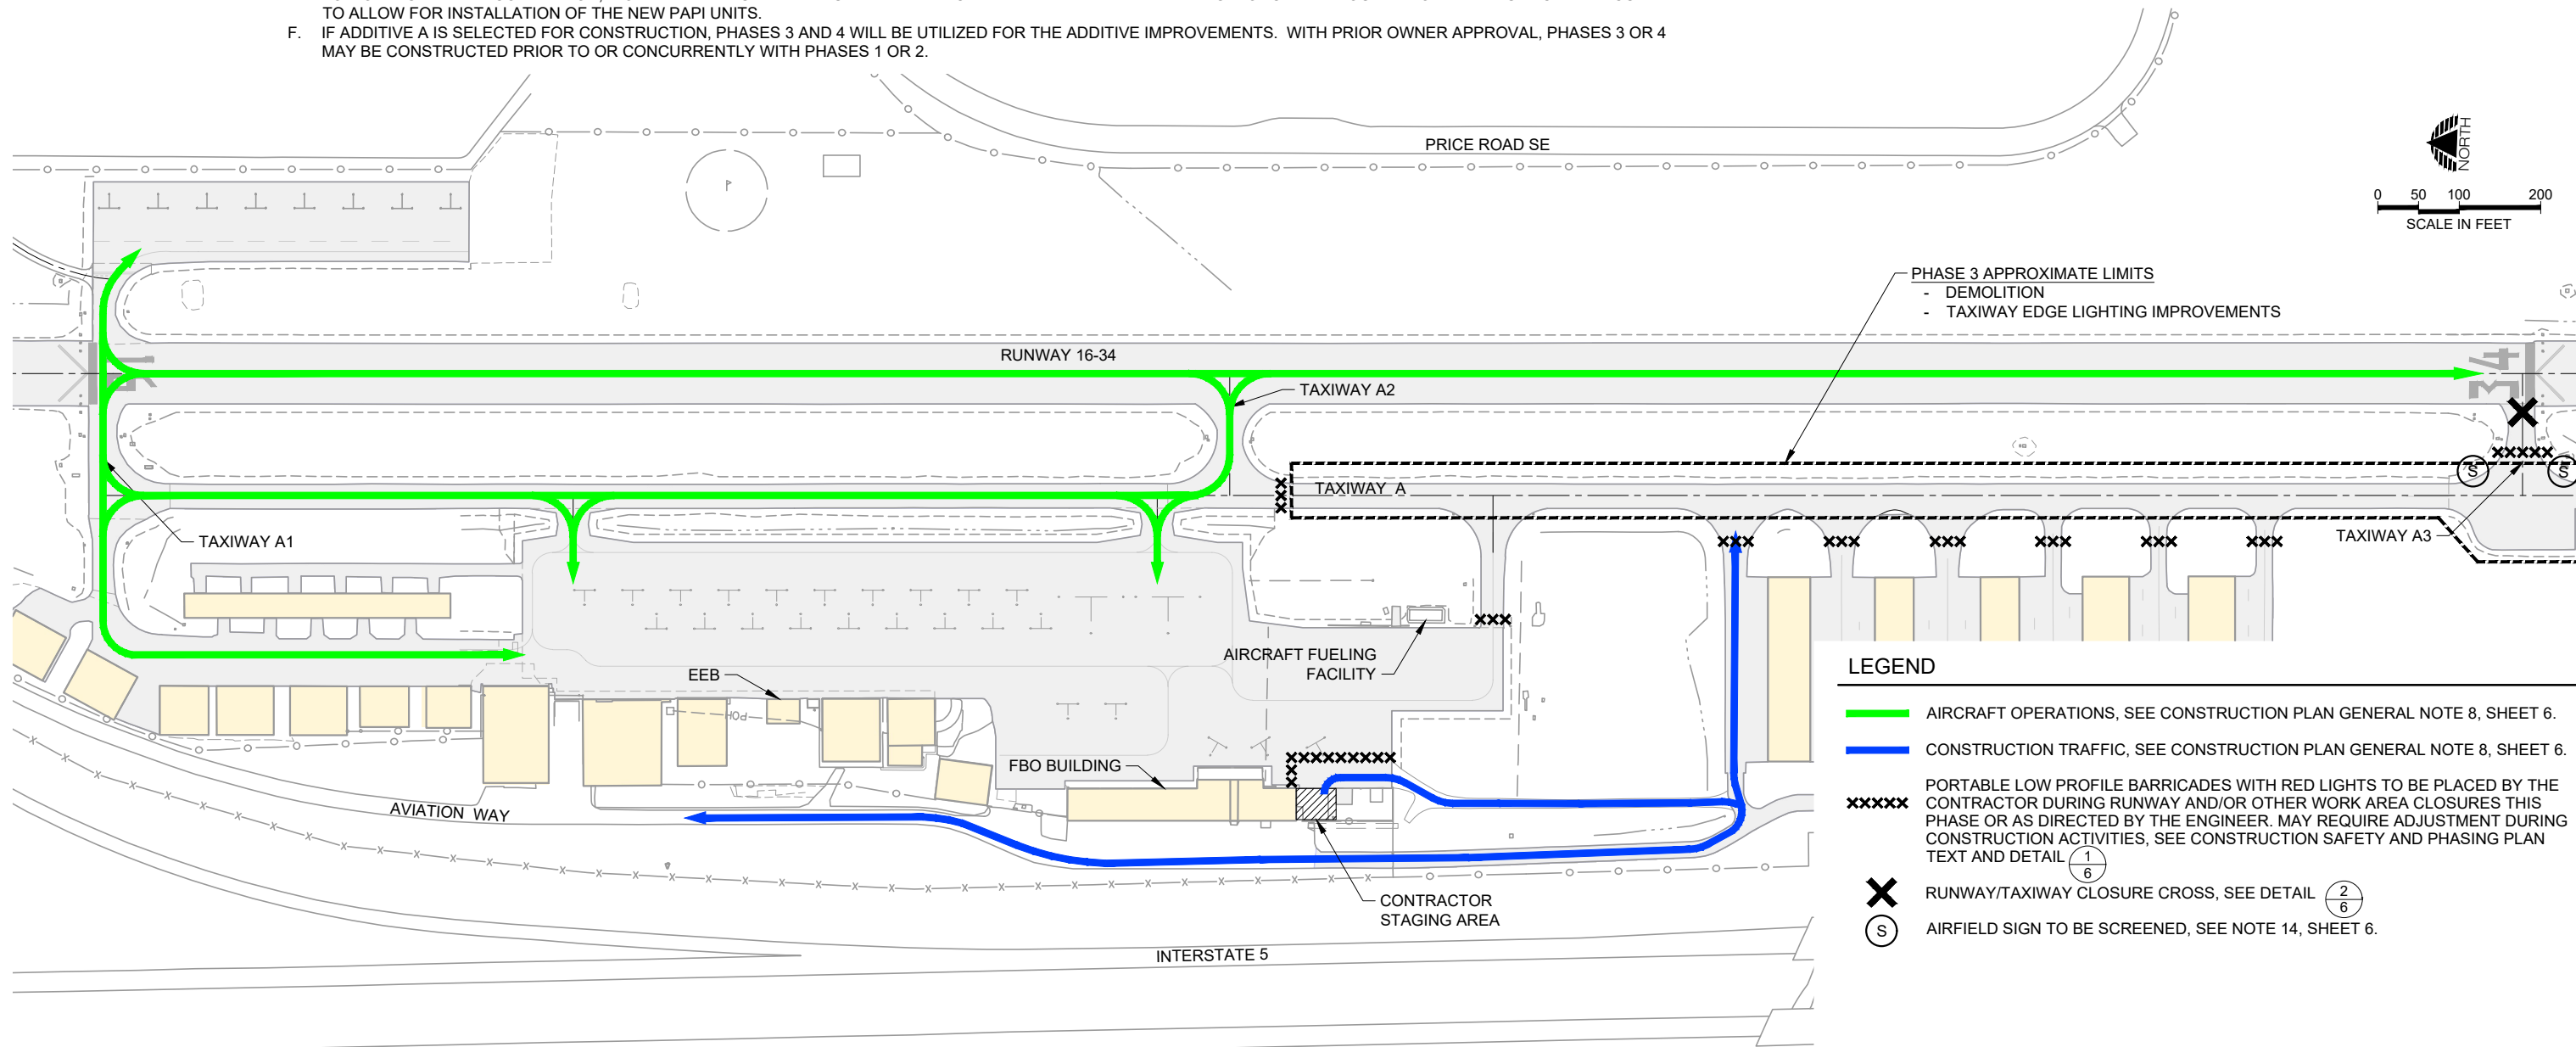 TO ALLOW FOR INSTALLATION OF THE NEW PAPI UNITS.
F. IF ADDITIVE A IS SELECTED FOR CONSTRUCTION, PHASES 3 AND 4 WILL BE UTILIZED FOR THE ADDITIVE IMPROVEMENTS. WITH PRIOR OWNER APPROVAL, PHASES 3 OR 4
MAY BE CONSTRUCTED PRIOR TO OR CONCURRENTLY WITH PHASES 1 OR 2.
PRICE ROAD SE
NORTH
0 50 100 200
SCALE IN FEET
PHASE 3 APPROXIMATE LIMITS
- DEMOLITION
- TAXIWAY EDGE LIGHTING IMPROVEMENTS
RUNWAY 16-34
34
TAXIWAY A2
S
S
TAXIWAY A
TAXIWAY A1
TAXIWAY A3
AIRCRAFT FUELING
FACILITY
EEB
HOd
FBO BUILDING
AVIATION WAY
CONTRACTOR
STAGING AREA
INTERSTATE 5
LEGEND
AIRCRAFT OPERATIONS, SEE CONSTRUCTION PLAN GENERAL NOTE 8, SHEET 6.
CONSTRUCTION TRAFFIC, SEE CONSTRUCTION PLAN GENERAL NOTE 8, SHEET 6.
PORTABLE LOW PROFILE BARRICADES WITH RED LIGHTS TO BE PLACED BY THE
CONTRACTOR DURING RUNWAY AND/OR OTHER WORK AREA CLOSURES THIS
PHASE OR AS DIRECTED BY THE ENGINEER. MAY REQUIRE ADJUSTMENT DURING
CONSTRUCTION ACTIVITIES, SEE CONSTRUCTION SAFETY AND PHASING PLAN
TEXT AND DETAIL 1
6
RUNWAY/TAXIWAY CLOSURE CROSS, SEE DETAIL 2
6
S AIRFIELD SIGN TO BE SCREENED, SEE NOTE 14, SHEET 6.